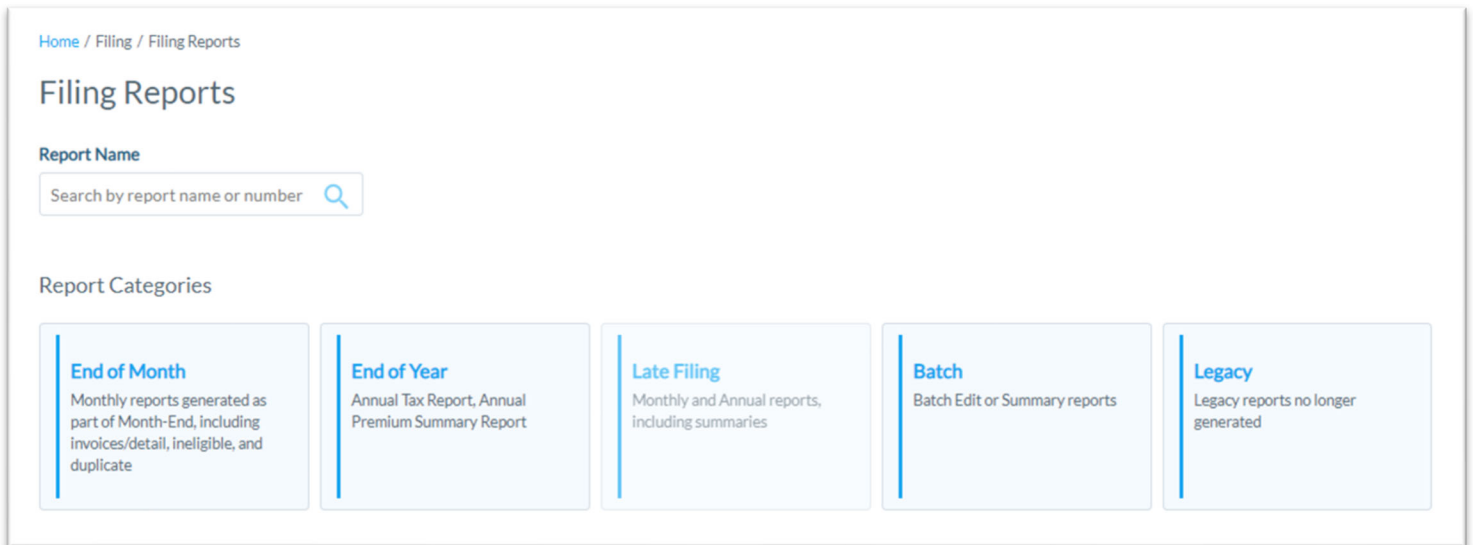 Home / Filing / Filing Reports
Filing Reports
Report Name
Search by report name or number
Report Categories
End of Month
Monthly reports generated as
part of Month-End, including
invoices/detail, ineligible, and
duplicate
End of Year
Annual Tax Report, Annual
Premium Summary Report
Late Filing
Monthly and Annual reports,
including summaries
Batch
Batch Edit or Summary reports
Legacy
Legacy reports no longer
generated